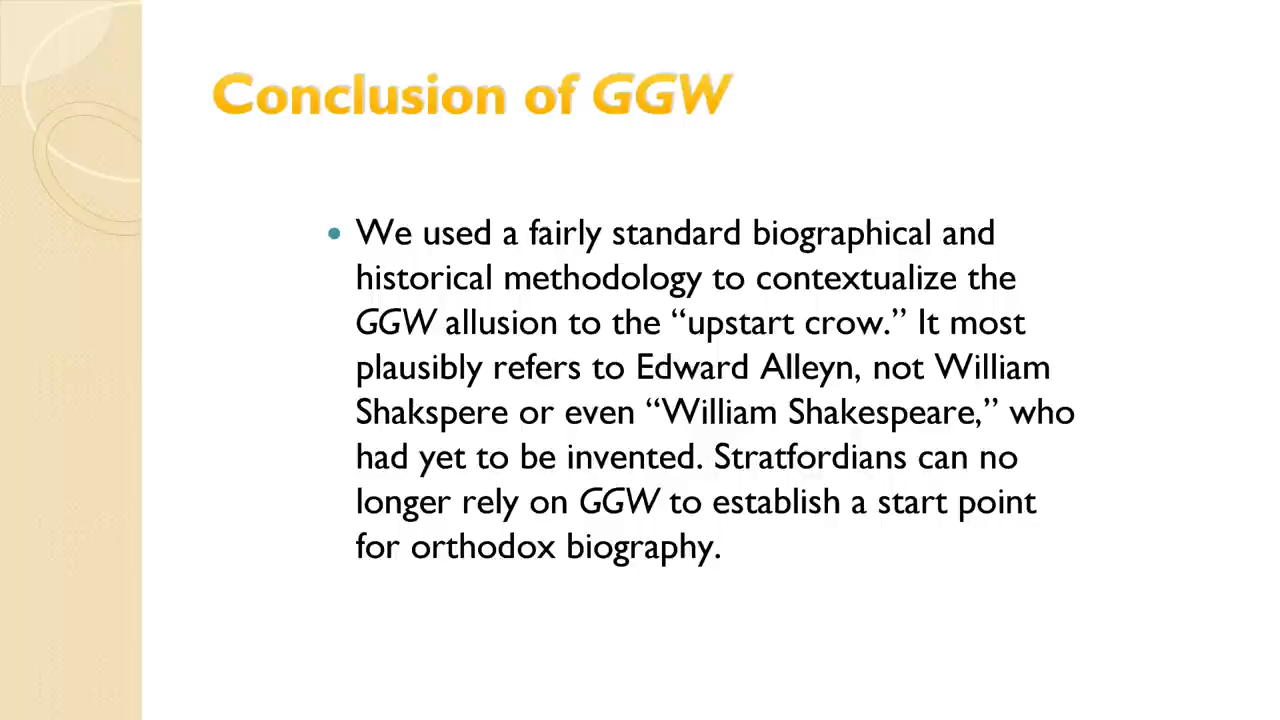 Conclusion of GGW
• We used a fairly standard biographical and
historical methodology to contextualize the
GGW allusion to the “upstart crow.” It most
plausibly refers to Edward Alleyn, not William
Shakspere or even “William Shakespeare,” who
had yet to be invented. Stratfordians can no
longer rely on GGW to establish a start point
for orthodox biography.